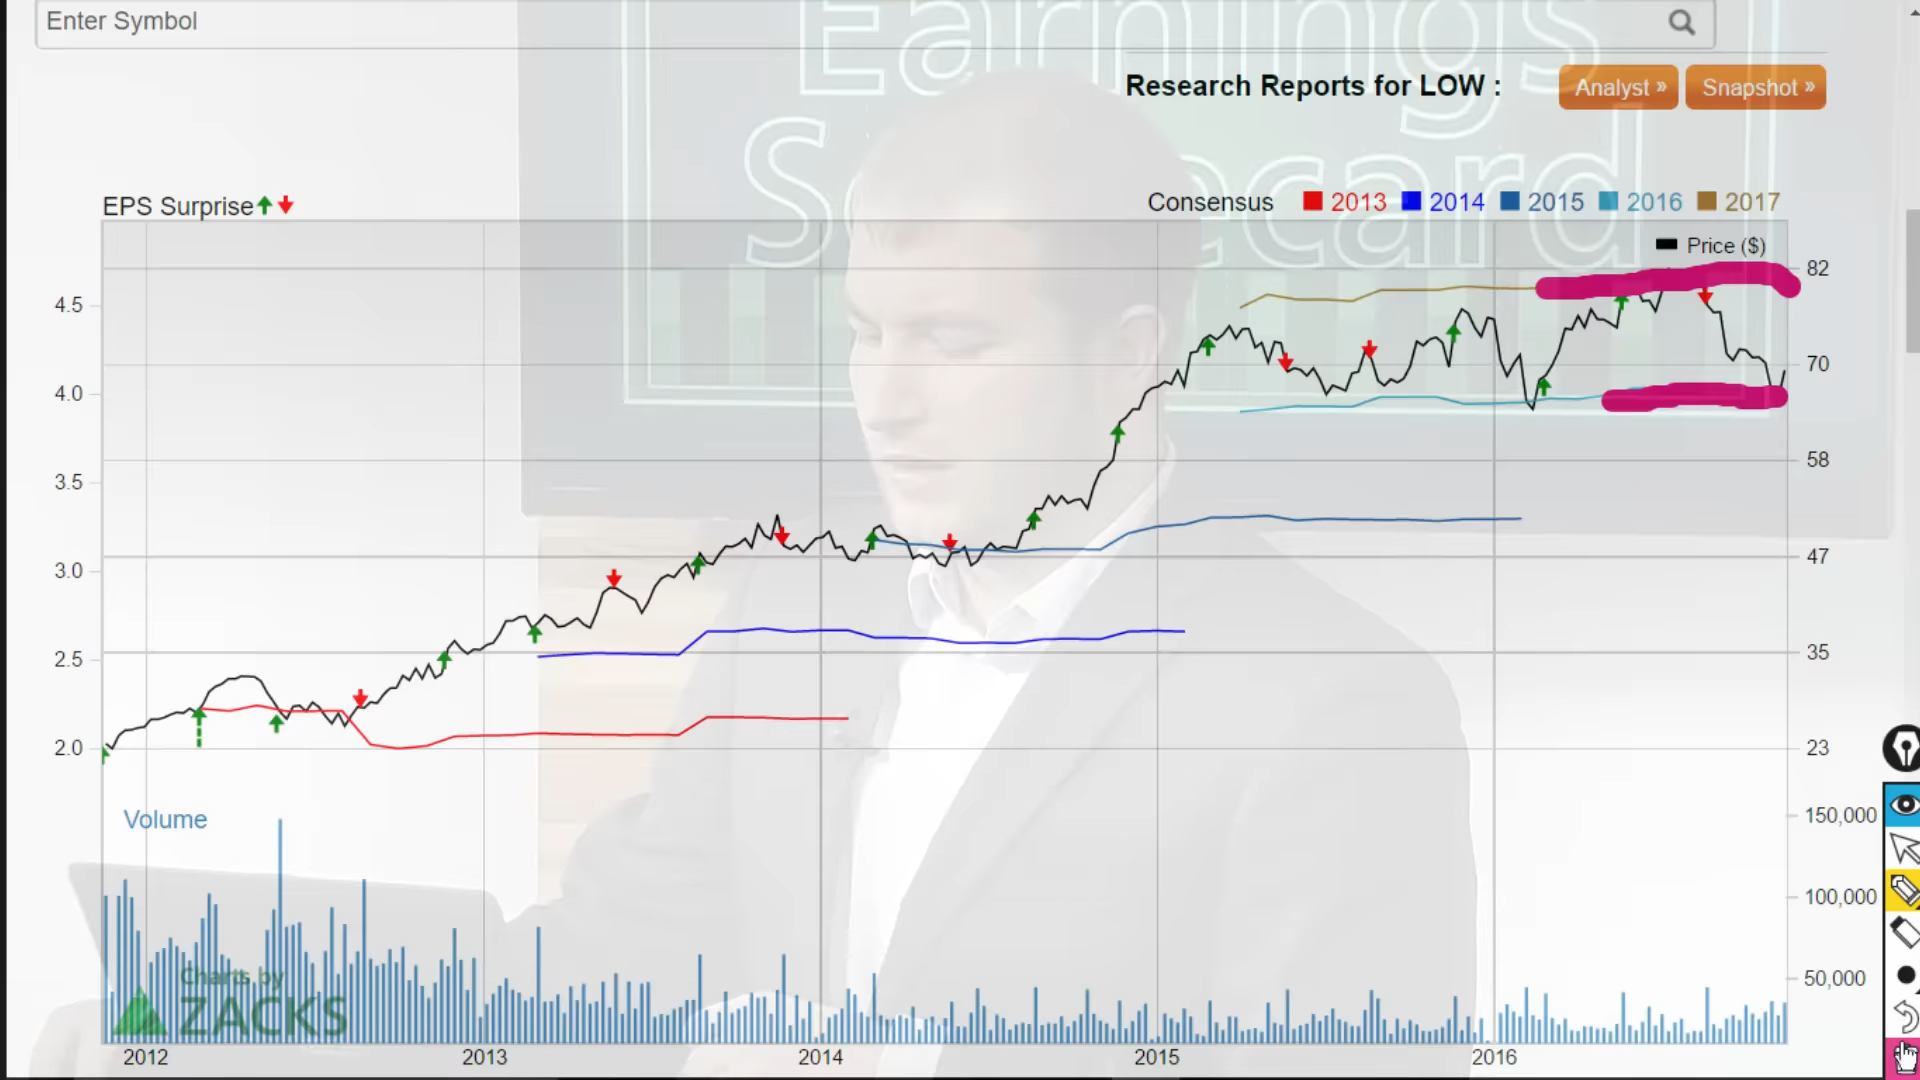 Enter Symbol
Earnings
Scorecard
Research Reports for LOW :
Analyst »
Snapshot »
EPS Surprise
Consensus 2013 2014 2015 2016 2017
Price ($)
4.5
4.0
3.5
3.0
2.5
2.0
82
70
58
47
35
23
Volume
150,000
100,000
50,000
Charts by
ZACKS
2012 2013 2014 2015 2016